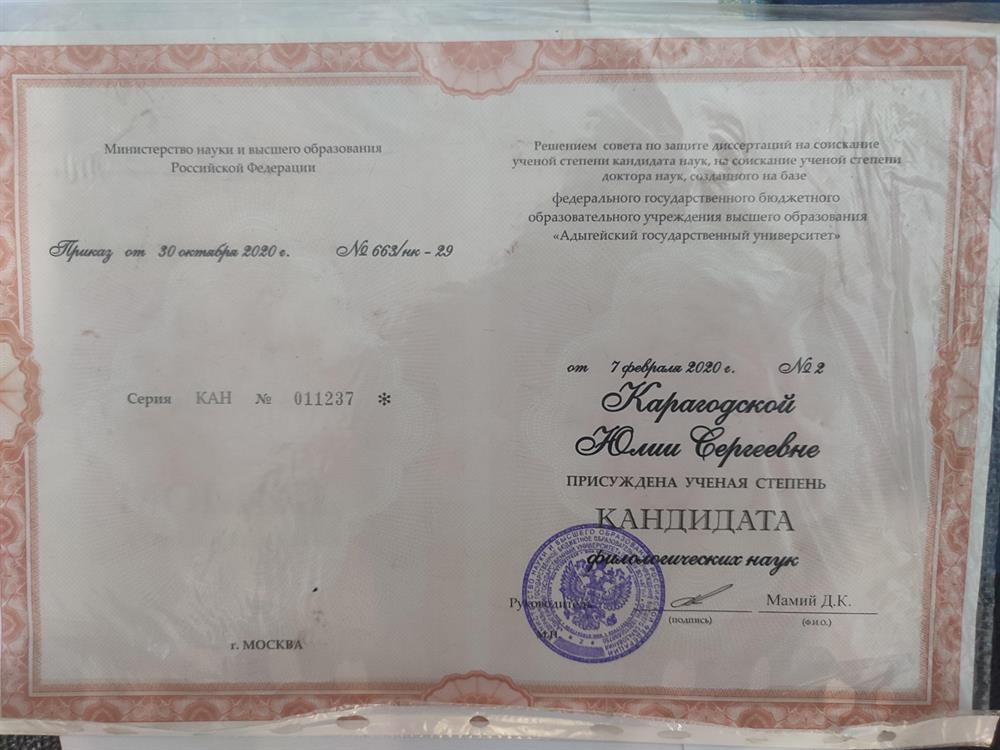 Министерство науки и высшего образования
Российской Федерации
Приказ от 30 октября 2020 г. № 663/нк - 29
Серия КАН № 011237 *
г. МОСКВА
Решением совета по защите диссертаций на соискание
ученой степени кандидата наук, на соискание ученой степени
доктора наук, созданного на базе
федерального государственного бюджетного
образовательного учреждения высшего образования
«Адыгейский государственный университет»
от 7 февраля 2020 г. № 2
Карагодской
Юлии Сергеевне
ПРИСУЖДЕНА УЧЕНАЯ СТЕПЕНЬ
КАНДИДАТА
филологических наук
Руководитель
Мамий Д.К.
(подпись) (Ф.И.О.)
М.П.